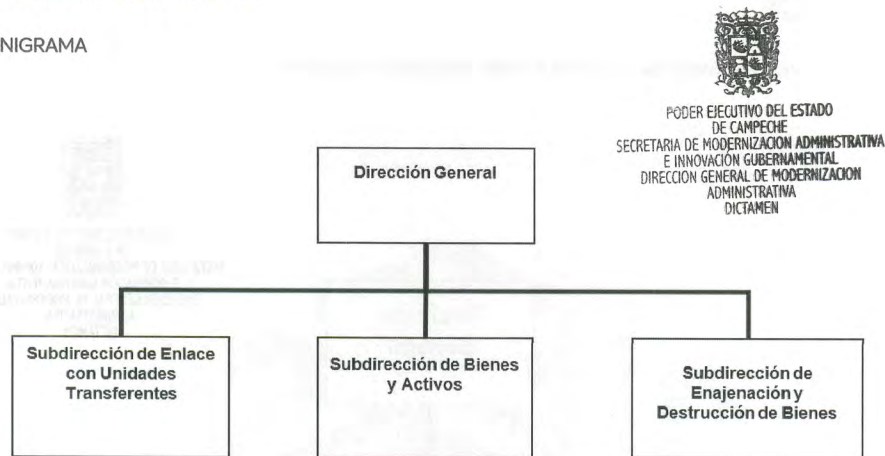 NIGRAMA
PODER EJECUTIVO DEL ESTADO
DE CAMPECHE
SECRETARIA DE MODERNIZACION ADMINISTRATIVA
E INNOVACIÓN GUBERNAMENTAL
DIRECCION GENERAL DE MODERNIZACION
ADMINISTRATIVA
DICTAMEN
Dirección General
Subdirección de Enlace
con Unidades
Transferentes
Subdirección de Bienes
y Activos
Subdirección de
Enajenación y
Destrucción de Bienes